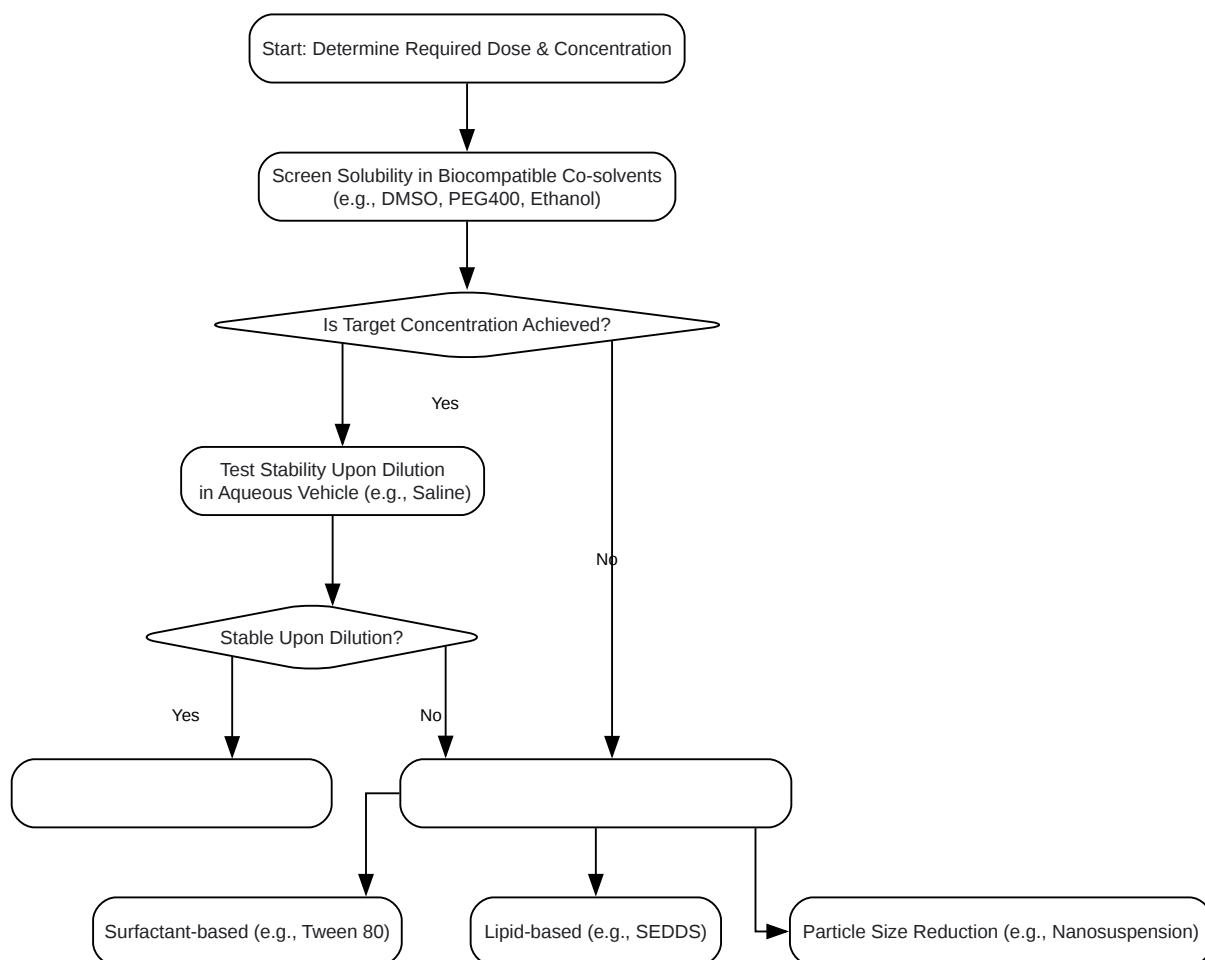 Start: Determine Required Dose & Concentration
Screen Solubility in Biocompatible Co-solvents
(e.g., DMSO, PEG400, Ethanol)
Is Target Concentration Achieved?
Yes
Test Stability Upon Dilution
in Aqueous Vehicle (e.g., Saline)
No
Stable Upon Dilution?
Yes
No
Surfactant-based (e.g., Tween 80)
Lipid-based (e.g., SEDDS)
Particle Size Reduction (e.g., Nanosuspension)